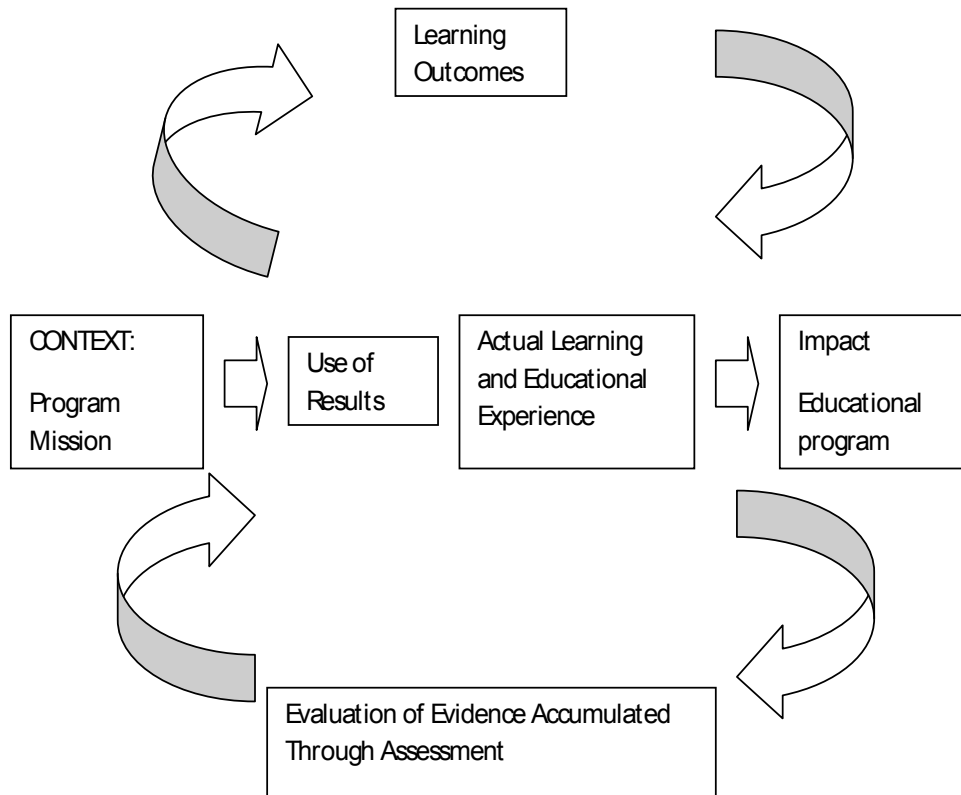 Learning
Outcomes
CONTEXT:
Program
Mission
Use of
Results
Actual Learning
and Educational
Experience
Impact
Educational
program
Evaluation of Evidence Accumulated
Through Assessment